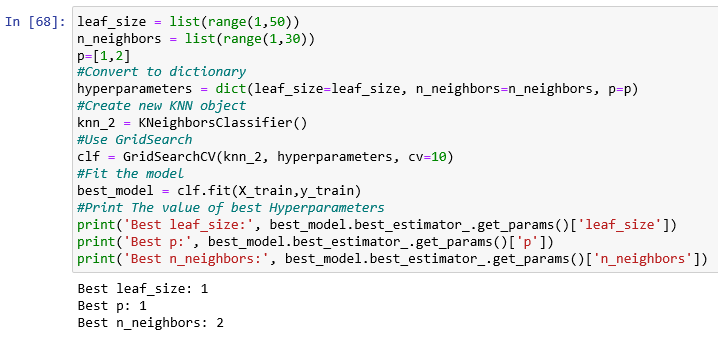 In [68]: leaf_size = list(range(1,50))
n_neighbors = list(range(1,30))
p=[1,2]
#Convert to dictionary
hyperparameters = dict(leaf_size=leaf_size, n_neighbors=n_neighbors, p=p)
#Create new KNN object
knn_2 = KNeighborsClassifier()
#Use GridSearch
clf = GridSearchCV(knn_2, hyperparameters, cv=10)
#Fit the model
best_model = clf.fit(X_train,y_train)
#Print The value of best Hyperparameters
print('Best leaf_size:', best_model.best_estimator_.get_params()['leaf_size'])
print('Best p:', best_model.best_estimator_.get_params()['p'])
print('Best n_neighbors:', best_model.best_estimator_.get_params()['n_neighbors'])
Best leaf_size: 1
Best p: 1
Best n_neighbors: 2